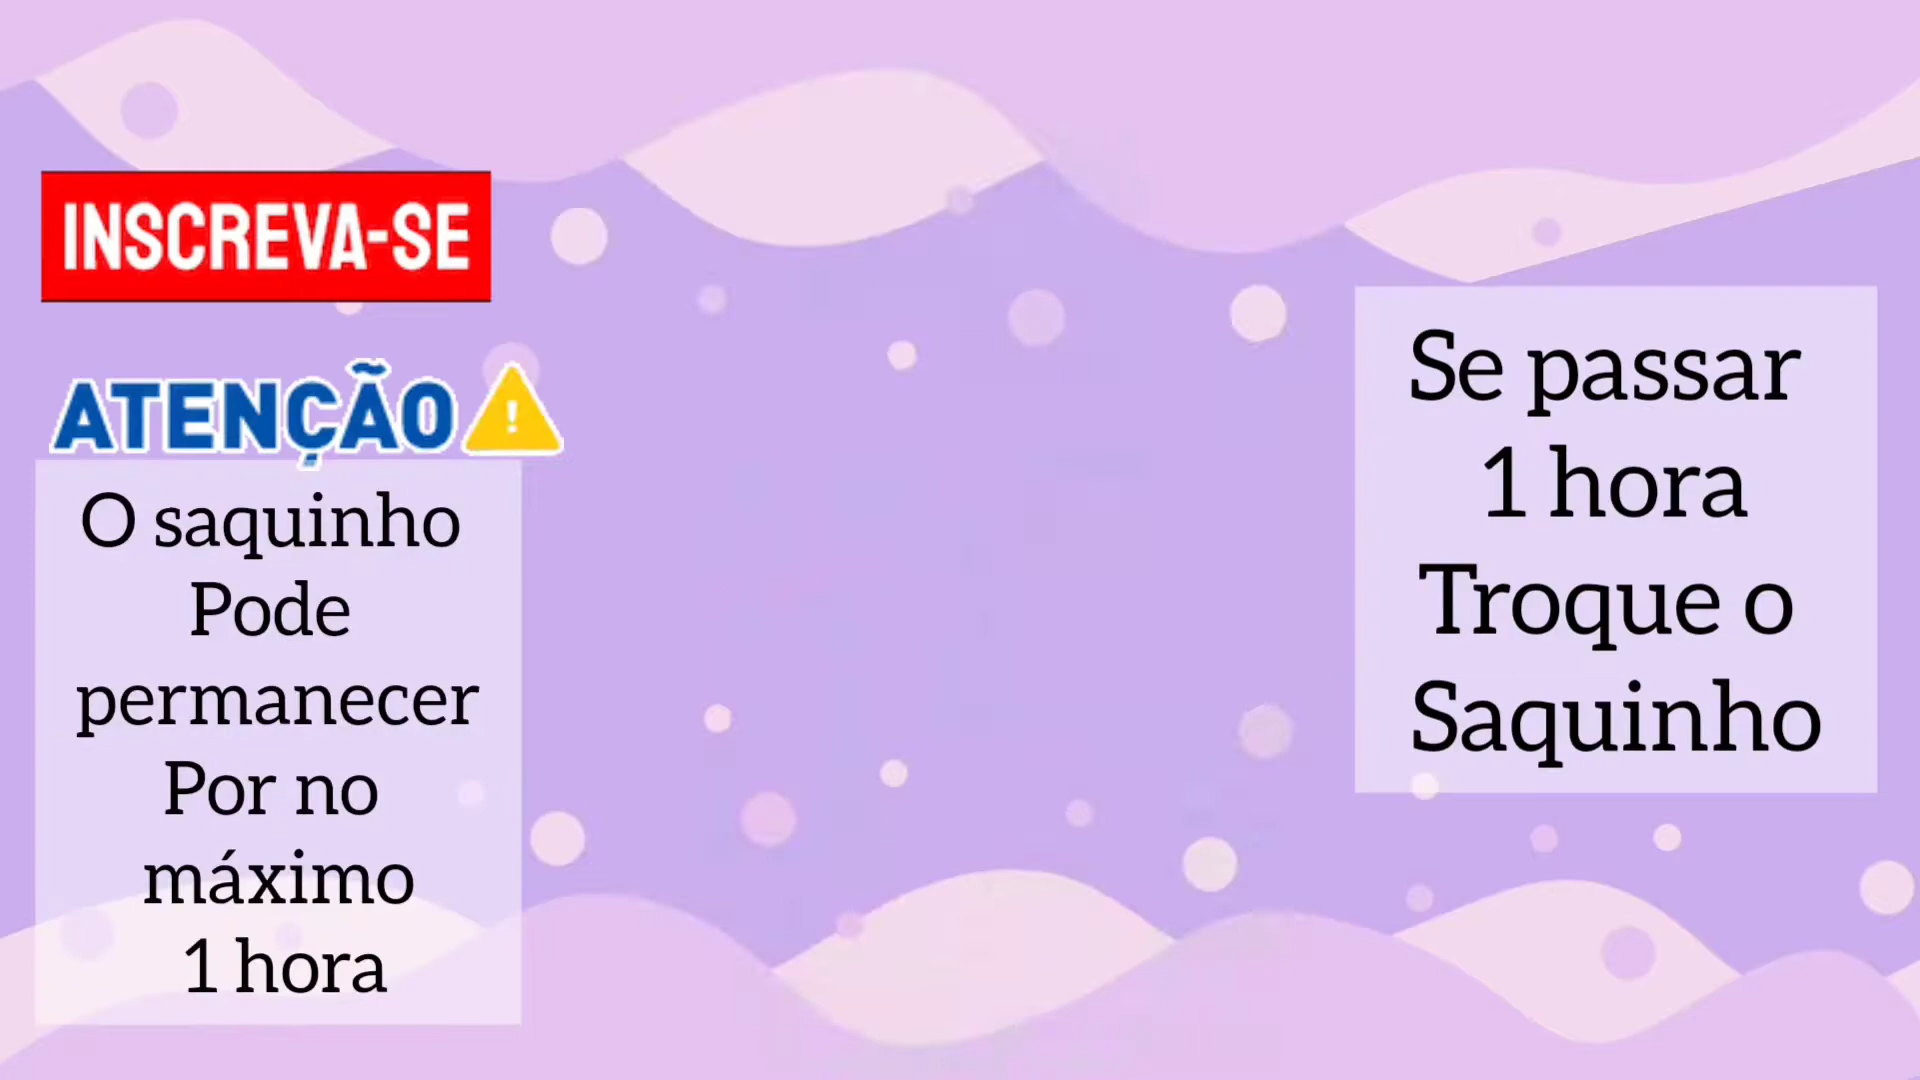 INSCREVA-SE
ATENÇÃO
O saquinho
Pode
permanecer
Por no
máximo
1 hora
Se passar
1 hora
Troque o
Saquinho